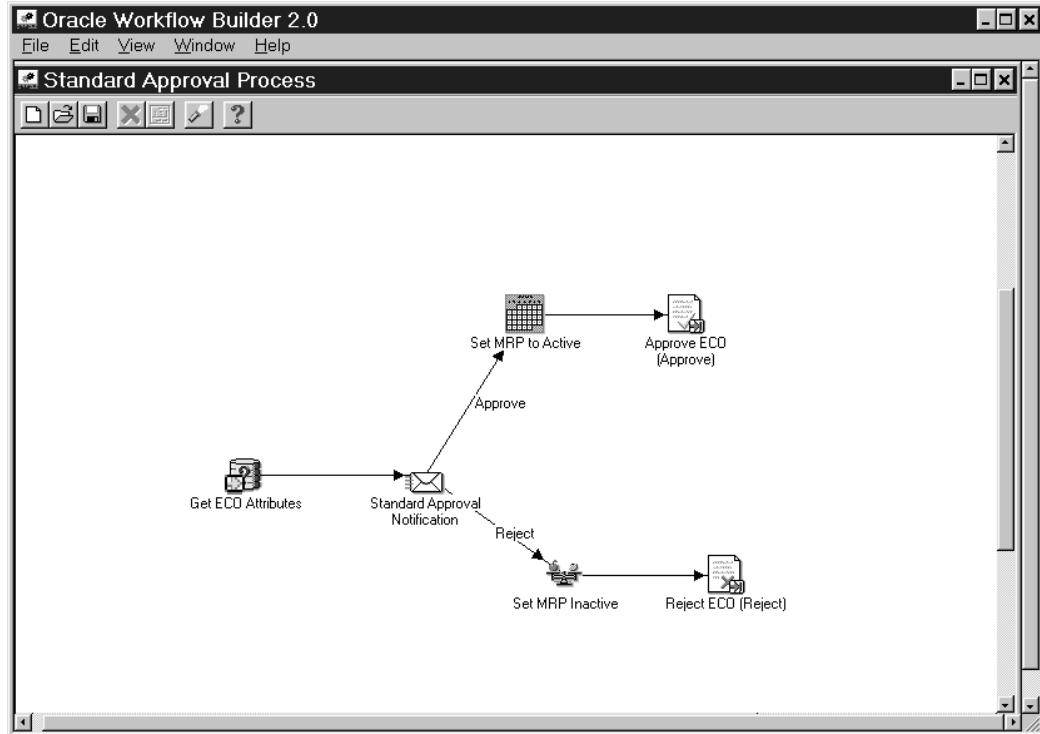 Oracle Workflow Builder 2.0
File Edit View Window Help
Standard Approval Process
Set MRP to Active
Approve ECO
(Approve)
Approve
Get ECO Attributes
Standard Approval
Notification
Reject
Set MRP Inactive
Reject ECO (Reject)